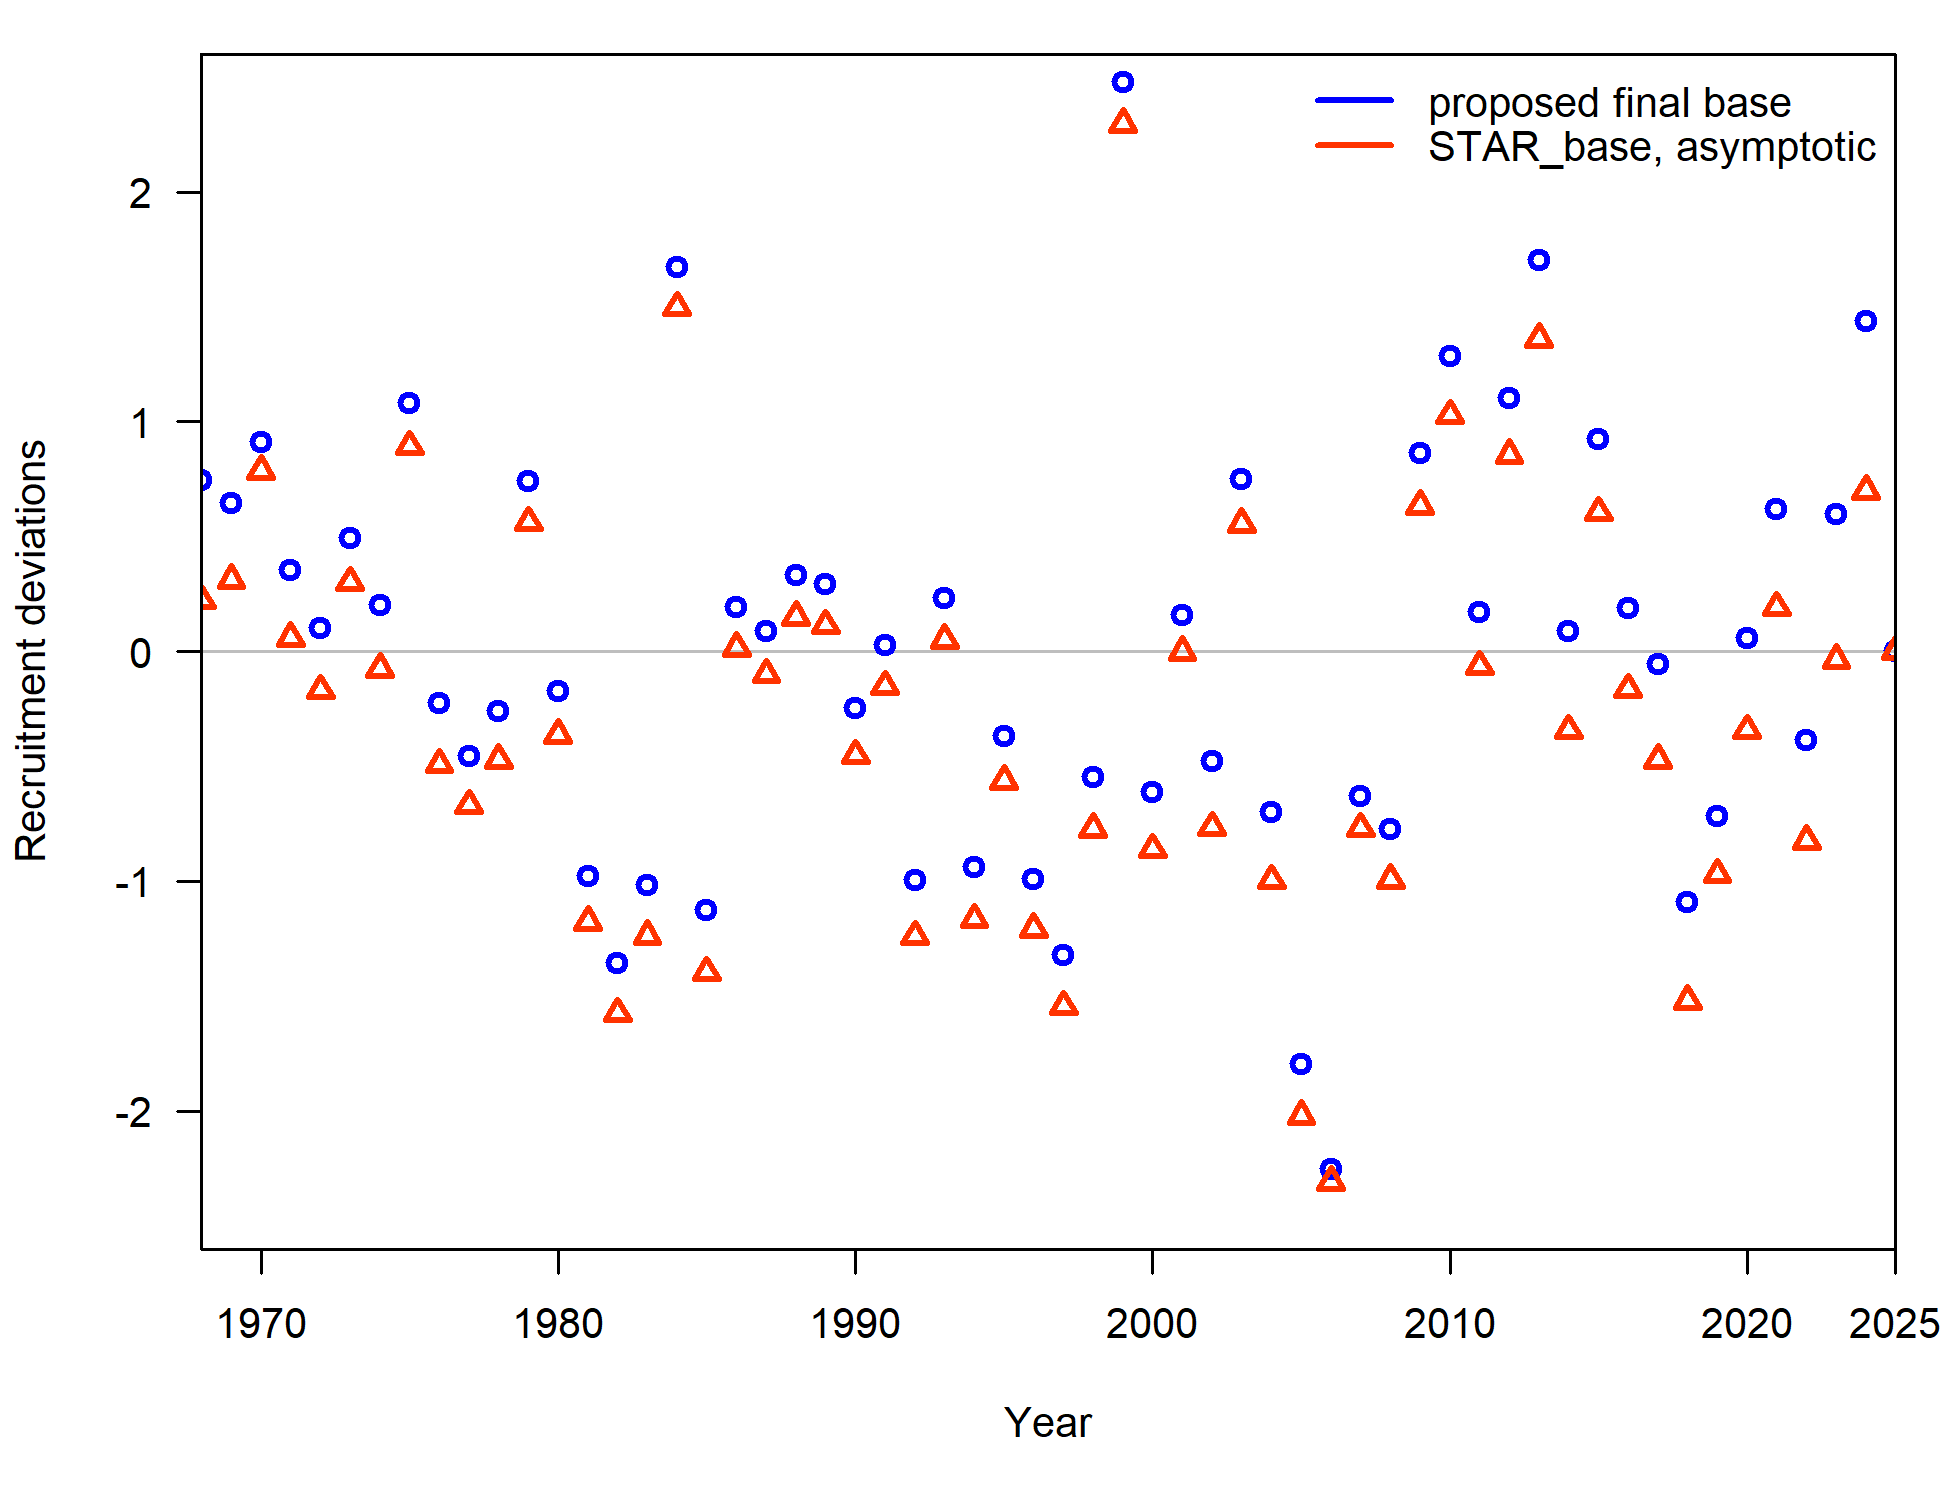 proposed final base
STAR_base, asymptotic
Recruitment deviations
2
1
0
-1
-2
1970 1980 1990 2000 2010 2020 2025
Year